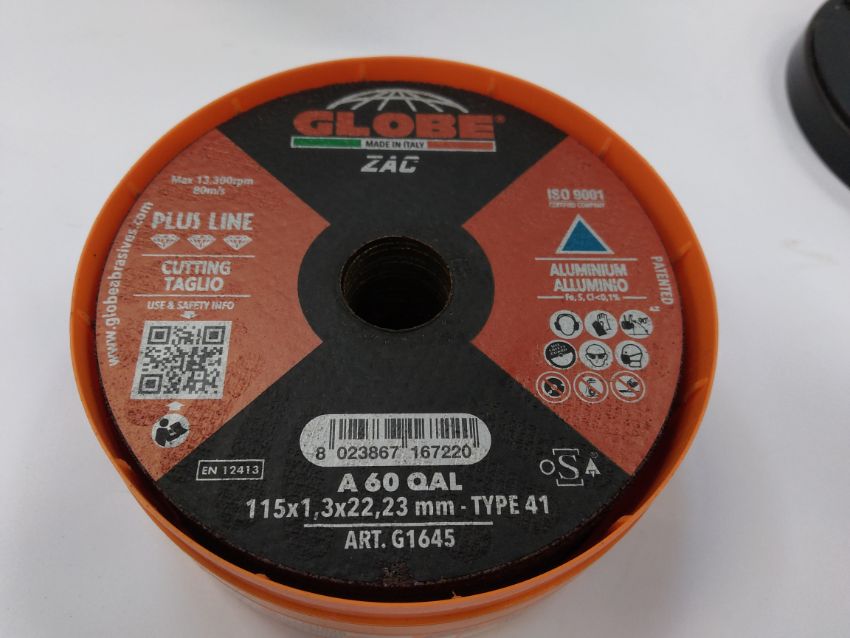 GLOBE®
MADE IN ITALY
ZAC
Max 13.300rpm
80m/s
PLUS LINE
CUTTING
TAGLIO
USE & SAFETY INFO
www.globeabrasives.com
ISO 9001
CERTIFIED COMPANY
ALUMINIUM
ALLUMINIO
Fe, S, Cl<0,1%
PATENTED
90°
EN 12413
8 023867 167220
oSA
A 60 QAL
115x1,3x22,23 mm - TYPE 41
ART. G1645